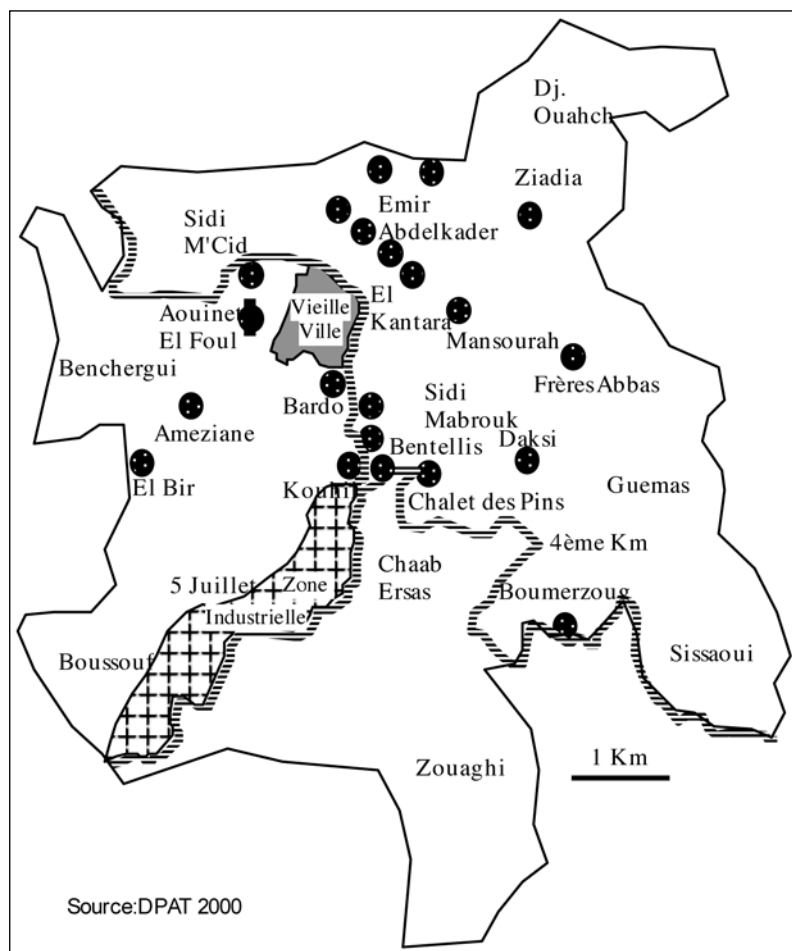 Dj.
Ouahch
Ziadia
Emir
Abdelkader
Sidi
M'Cid
El
Kantara
Vieille
Ville
Aouinet
El Foul
Mansourah
Benchergui
Frères Abbas
Bardo
Sidi
Mabrouk
Ameziane
Bentellis
Daksi
El Bir
Guemas
Chalet des Pins
4ème Km
Chaab
Ersas
5 Juillet
Zone
Industrielle
Boumerzoug
Boussouf
Sissaoui
Zouaghi
1 Km
Source:DPAT 2000